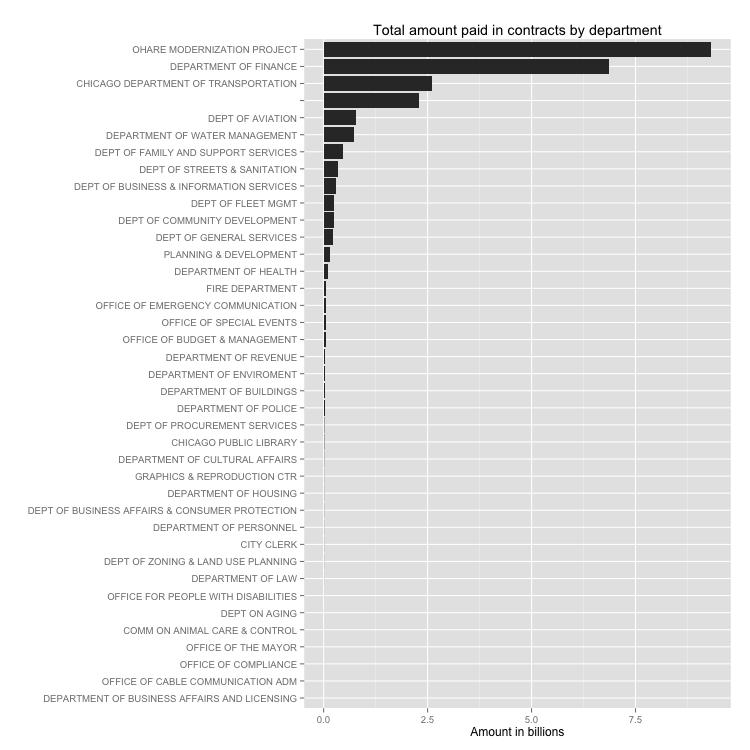 Total amount paid in contracts by department
OHARE MODERNIZATION PROJECT
DEPARTMENT OF FINANCE
CHICAGO DEPARTMENT OF TRANSPORTATION
DEPT OF AVIATION
DEPARTMENT OF WATER MANAGEMENT
DEPT OF FAMILY AND SUPPORT SERVICES
DEPT OF STREETS & SANITATION
DEPT OF BUSINESS & INFORMATION SERVICES
DEPT OF FLEET MGMT
DEPT OF COMMUNITY DEVELOPMENT
DEPT OF GENERAL SERVICES
PLANNING & DEVELOPMENT
DEPARTMENT OF HEALTH
FIRE DEPARTMENT
OFFICE OF EMERGENCY COMMUNICATION
OFFICE OF SPECIAL EVENTS
OFFICE OF BUDGET & MANAGEMENT
DEPARTMENT OF REVENUE
DEPARTMENT OF ENVIROMENT
DEPARTMENT OF BUILDINGS
DEPARTMENT OF POLICE
DEPT OF PROCUREMENT SERVICES
CHICAGO PUBLIC LIBRARY
DEPARTMENT OF CULTURAL AFFAIRS
GRAPHICS & REPRODUCTION CTR
DEPARTMENT OF HOUSING
DEPT OF BUSINESS AFFAIRS & CONSUMER PROTECTION
DEPARTMENT OF PERSONNEL
CITY CLERK
DEPT OF ZONING & LAND USE PLANNING
DEPARTMENT OF LAW
OFFICE FOR PEOPLE WITH DISABILITIES
DEPT ON AGING
COMM ON ANIMAL CARE & CONTROL
OFFICE OF THE MAYOR
OFFICE OF COMPLIANCE
OFFICE OF CABLE COMMUNICATION ADM
DEPARTMENT OF BUSINESS AFFAIRS AND LICENSING
0.0 2.5 5.0 7.5
Amount in billions